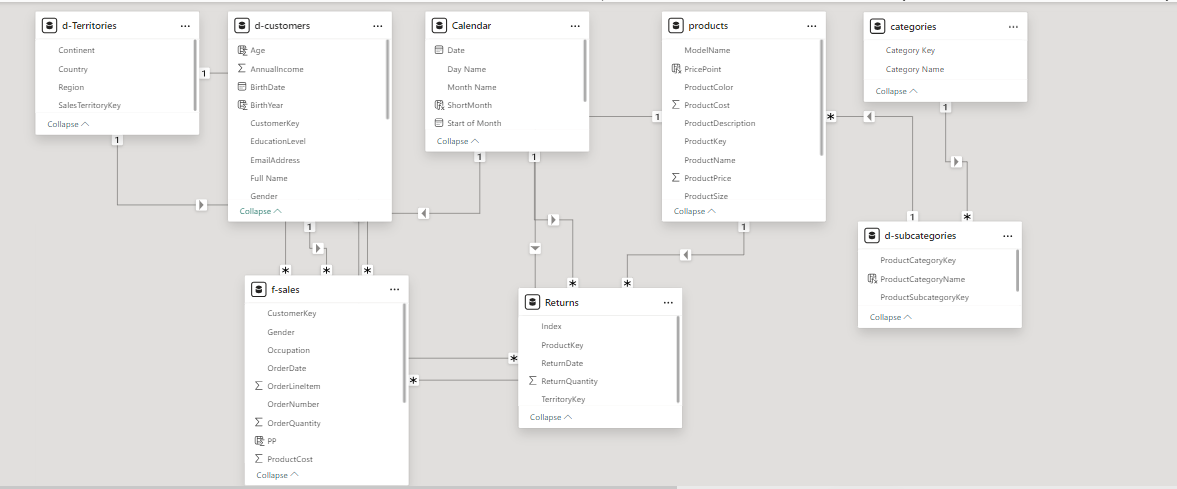 d-Territories
Continent
Country
Region
SalesTerritoryKey
Collapse
1
1
d-customers
Age
AnnualIncome
BirthDate
BirthYear
CustomerKey
EducationLevel
EmailAddress
Full Name
Gender
Collapse
1
Calendar
Date
Day Name
Month Name
ShortMonth
Start of Month
Collapse
1
1
1
products
ModelName
PricePoint
ProductColor
ProductCost
ProductDescription
ProductKey
ProductName
ProductPrice
ProductSize
Collapse
1
*
categories
Category Key
Category Name
Collapse
1
1
*
d-subcategories
ProductCategoryKey
ProductCategoryName
ProductSubcategoryKey
Collapse
*
*
*
f-sales
CustomerKey
Gender
Occupation
OrderDate
OrderLineItem
OrderNumber
OrderQuantity
PP
ProductCost
Collapse
*
*
*
*
Returns
Index
ProductKey
ReturnDate
ReturnQuantity
TerritoryKey
Collapse